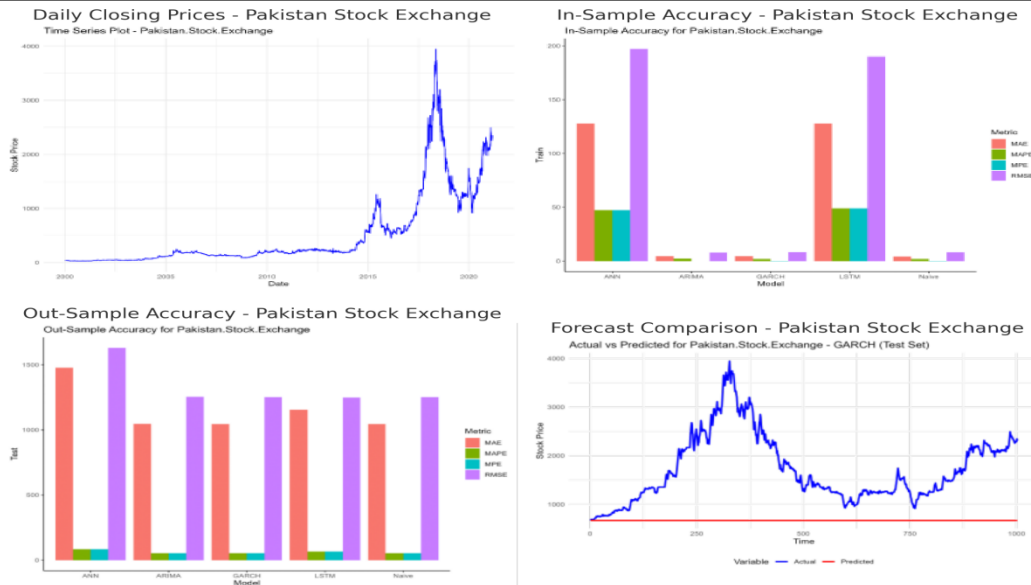 Daily Closing Prices - Pakistan Stock Exchange
Time Series Plot - Pakistan.Stock.Exchange
4000
3000
2000
1000
0
Stock Price
2000 2005 2010 2015 2020
Date
In-Sample Accuracy - Pakistan Stock Exchange
In-Sample Accuracy for Pakistan.Stock.Exchange
200
150
100
50
0
Train
ANN ARIMA GARCH LSTM Naive
Model
Metric
MAE
MAPE
MPE
RMSE
Out-Sample Accuracy - Pakistan Stock Exchange
Out-Sample Accuracy for Pakistan.Stock.Exchange
1500
1000
500
0
Test
ANN ARIMA GARCH LSTM Naive
Model
Metric
MAE
MAPE
MPE
RMSE
Forecast Comparison - Pakistan Stock Exchange
Actual vs Predicted for Pakistan.Stock.Exchange - GARCH (Test Set)
4000
3000
2000
1000
Stock Price
0 250 500 750 1000
Time
Variable Actual Predicted